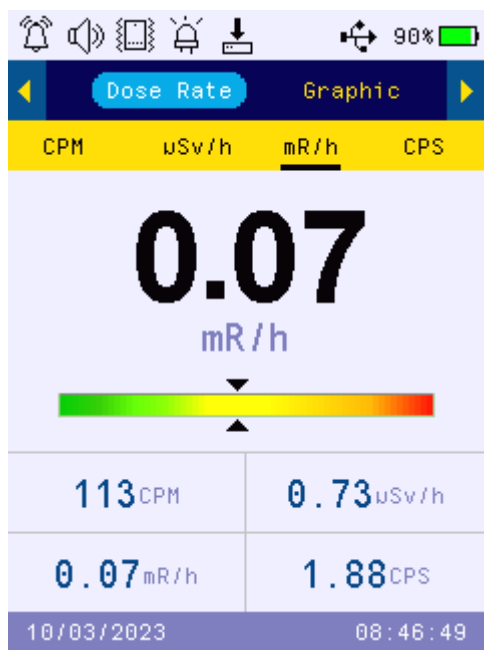 90%
Dose Rate Graphic
CPM µSv/h mR/h CPS
0.07
mR/h
113CPM 0.73µSv/h
0.07mR/h 1.88CPS
10/03/2023 08:46:49